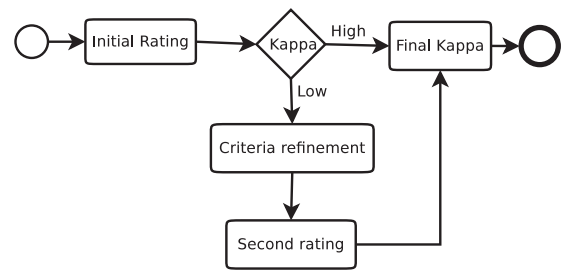 Initial Rating
Kappa
High
Final Kappa
Low
Criteria refinement
Second rating